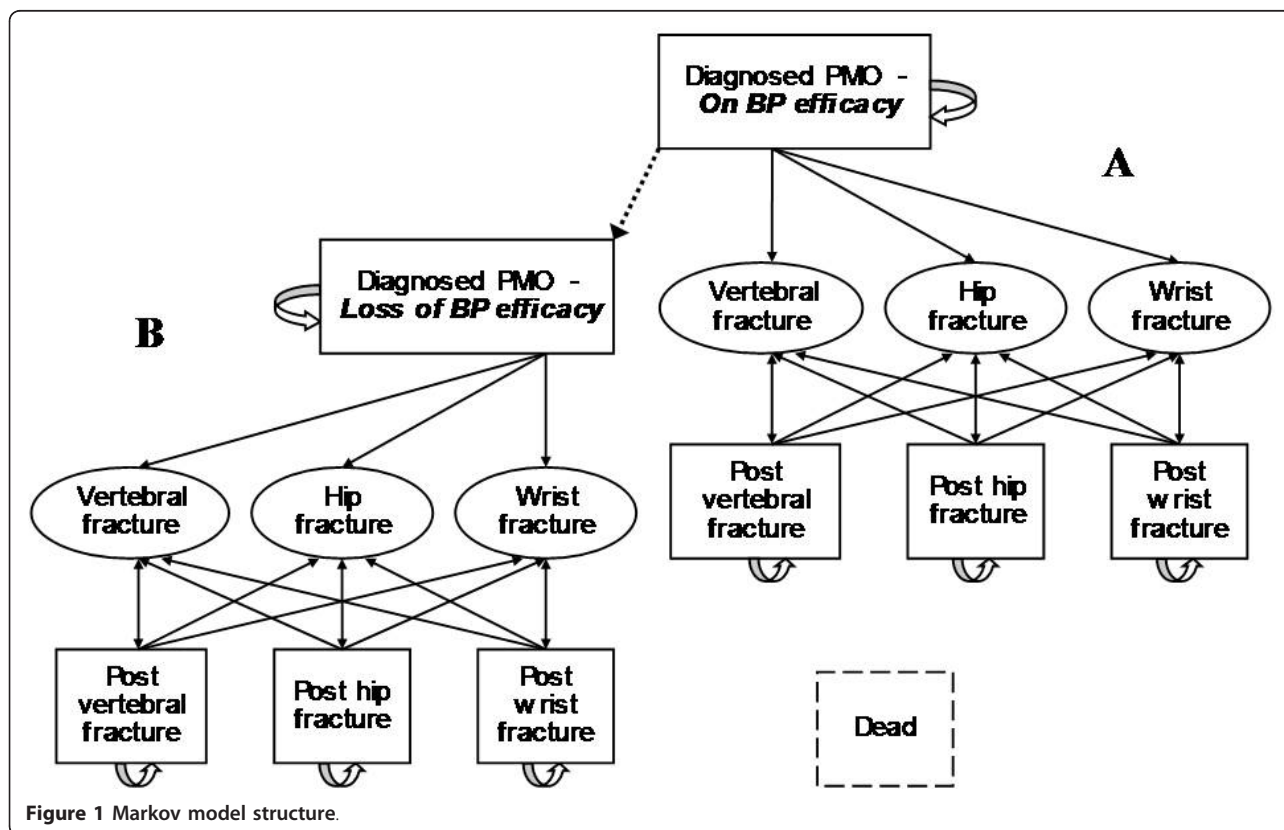 Diagnosed PMO -
On BP efficacy
A
Vertebral
fracture
Hip
fracture
Wrist
fracture
Post
vertebral
fracture
Post hip
fracture
Post
wrist
fracture
Diagnosed PMO -
Loss of BP efficacy
B
Vertebral
fracture
Hip
fracture
Wrist
fracture
Post
vertebral
fracture
Post hip
fracture
Post
wrist
fracture
Dead
Figure 1 Markov model structure.